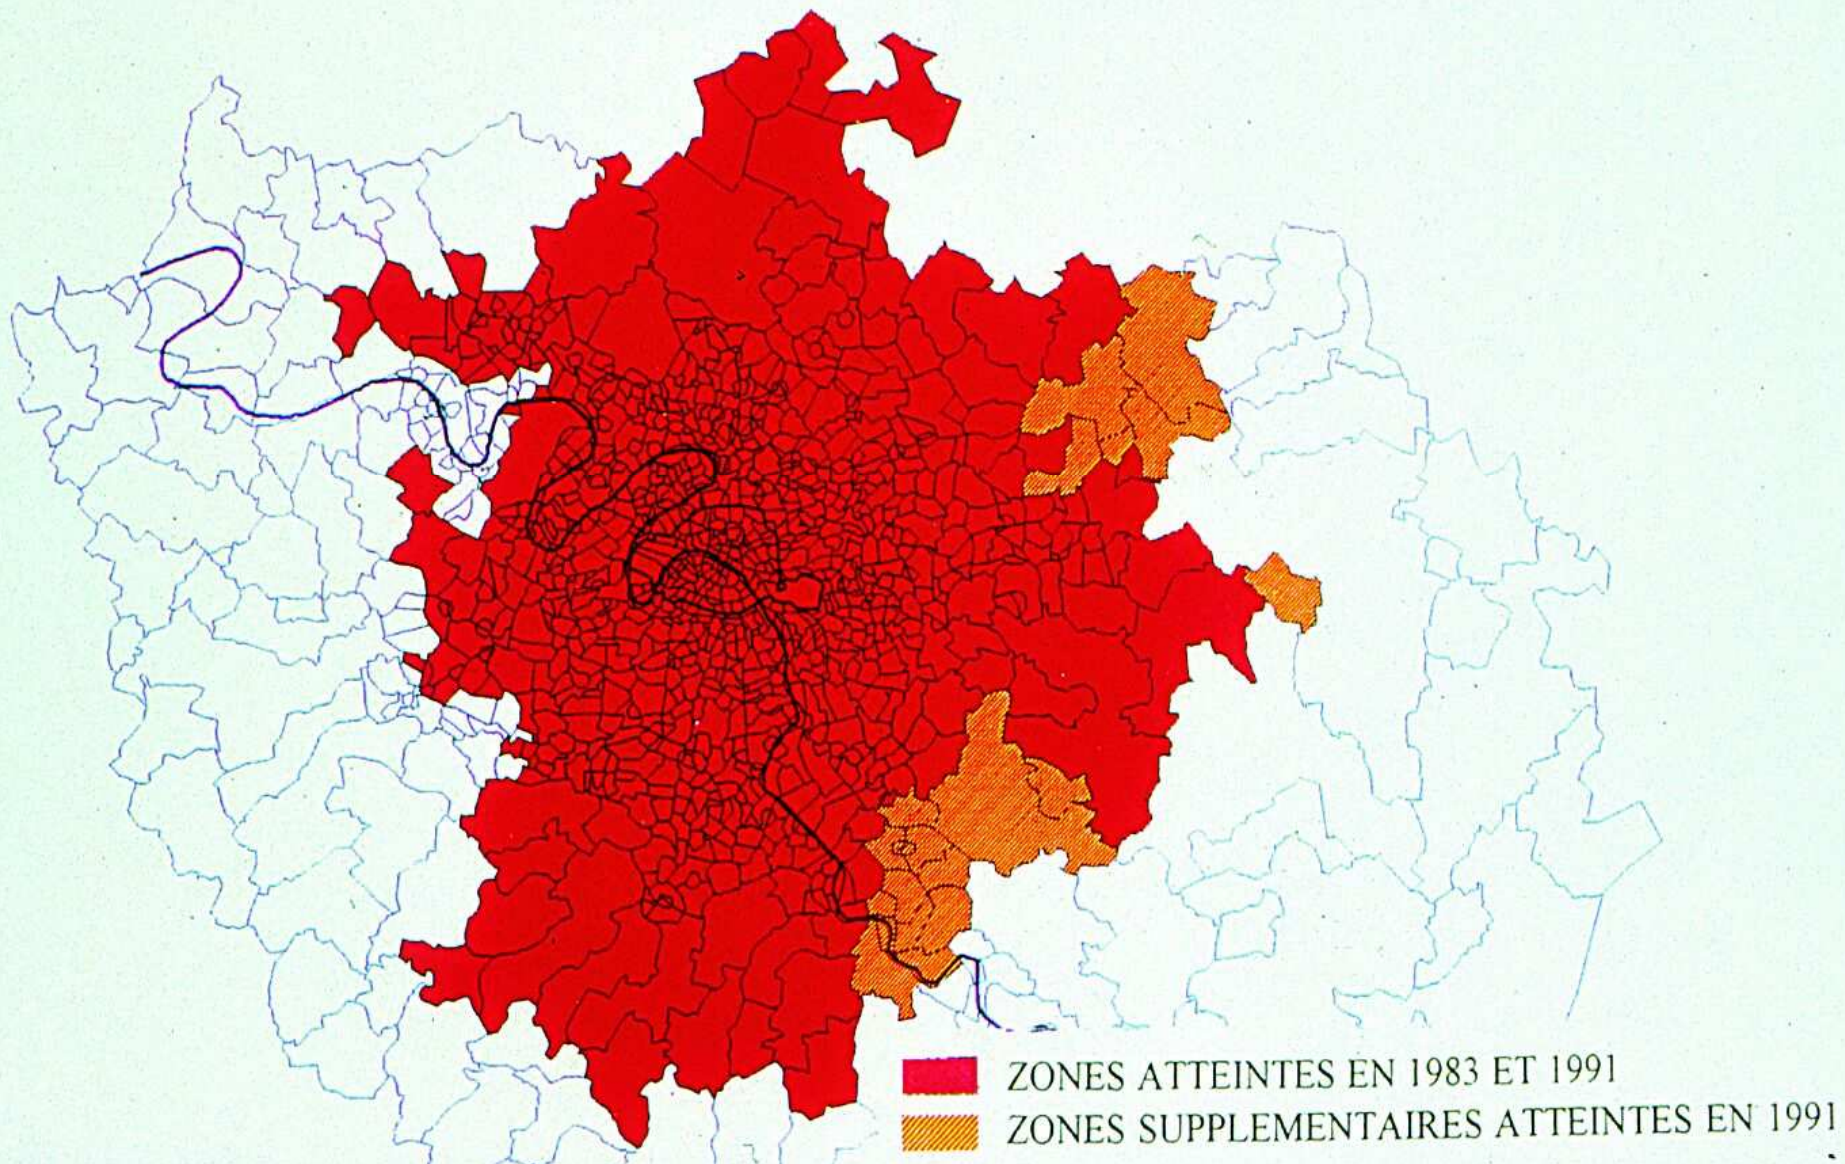 ZONES ATTEINTES EN 1983 ET 1991
ZONES SUPPLEMENTAIRES ATTEINTES EN 1991